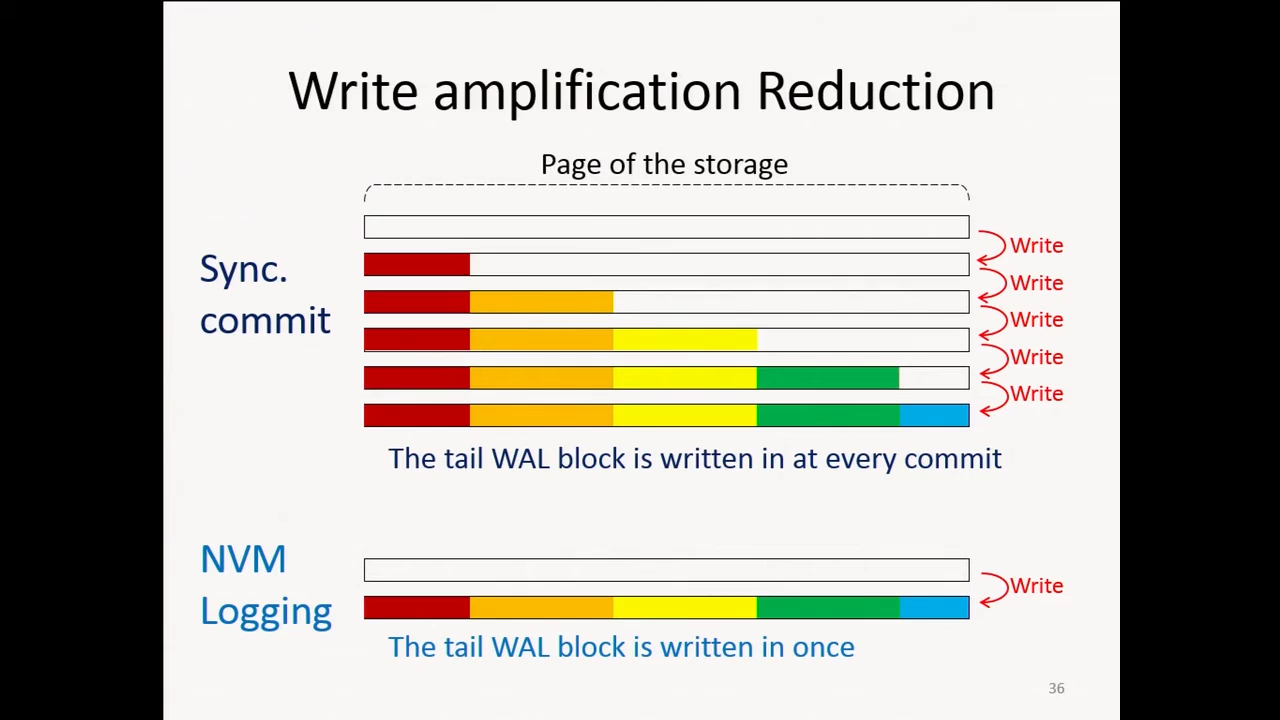 Write amplification Reduction
Page of the storage
Sync.
commit
Write
Write
Write
Write
Write
The tail WAL block is written in at every commit
NVM
Logging
Write
The tail WAL block is written in once
36